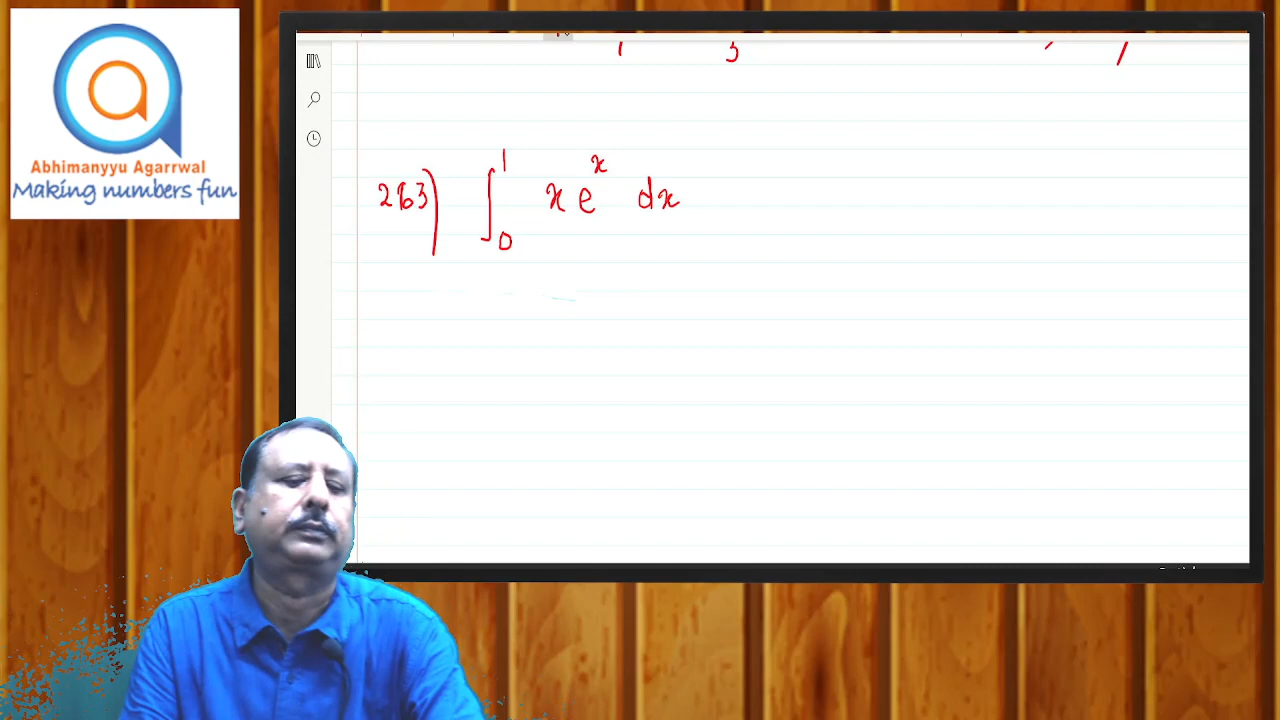 Abhimanyyu Agarrwal
Making numbers fun
263) ∫₀¹ x eˣ dx